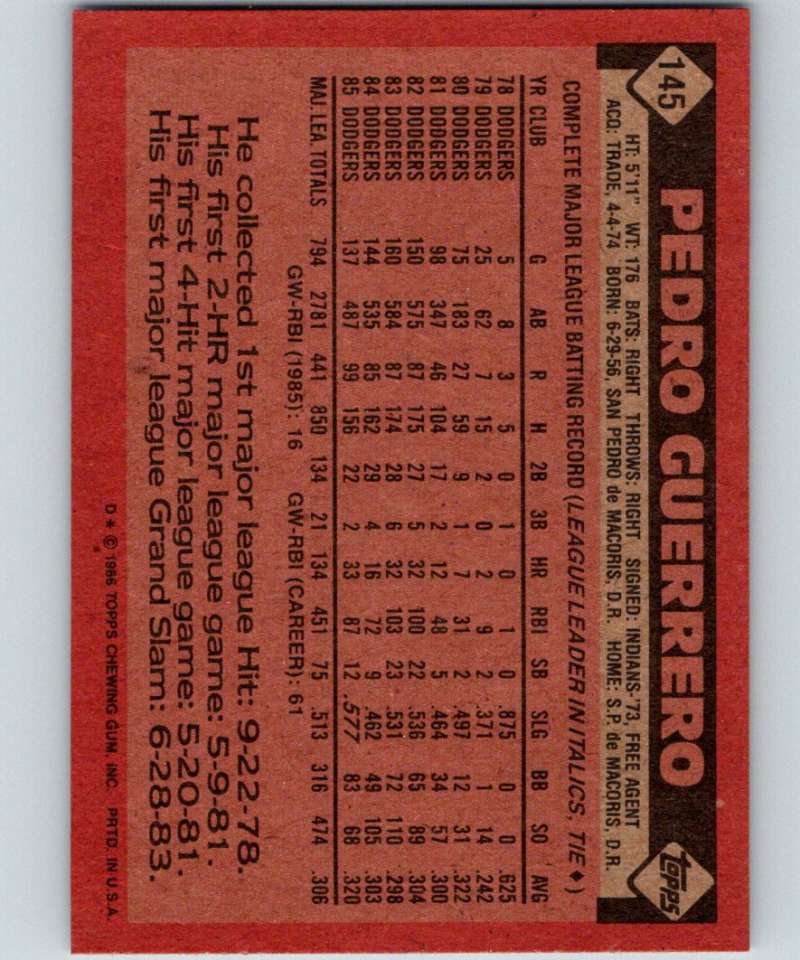 145 PEDRO GUERRERO TOPPS
HT: 5'11" WT: 176 BATS: RIGHT THROWS: RIGHT SIGNED: INDIANS-'73, FREE AGENT
ACQ: TRADE, 4-4-74 BORN: 6-29-56, SAN PEDRO de MACORIS, D.R. HOME: S.P. de MACORIS, D.R.
COMPLETE MAJOR LEAGUE BATTING RECORD (LEAGUE LEADER IN ITALICS, TIE ♦)
YR CLUB G AB R H 2B 3B HR RBI SB SLG BB SO AVG
78 DODGERS 5 8 3 5 0 1 0 1 0 .875 0 0 .625
79 DODGERS 25 62 7 15 2 0 2 9 2 .371 1 14 .242
80 DODGERS 75 183 27 59 9 1 7 31 2 .497 12 31 .322
81 DODGERS 98 347 46 104 17 2 12 48 5 .464 34 57 .300
82 DODGERS 150 575 87 175 27 5 32 100 22 .536 65 89 .304
83 DODGERS 160 584 87 174 28 6 32 103 23 .531 72 110 .298
84 DODGERS 144 535 85 162 29 4 16 72 9 .462 49 105 .303
85 DODGERS 137 487 99 156 22 2 33 87 12 .577 83 68 .320
MAJ. LEA. TOTALS 794 2781 441 850 134 21 134 451 75 .513 316 474 .306
GW-RBI (1985): 16 GW-RBI (CAREER): 61
He collected 1st major league Hit: 9-22-78.
His first 2-HR major league game: 5-9-81.
His first 4-Hit major league game: 5-20-81.
His first major league Grand Slam: 6-28-83.
D* © 1986 TOPPS CHEWING GUM, INC. PRTD. IN U.S.A.